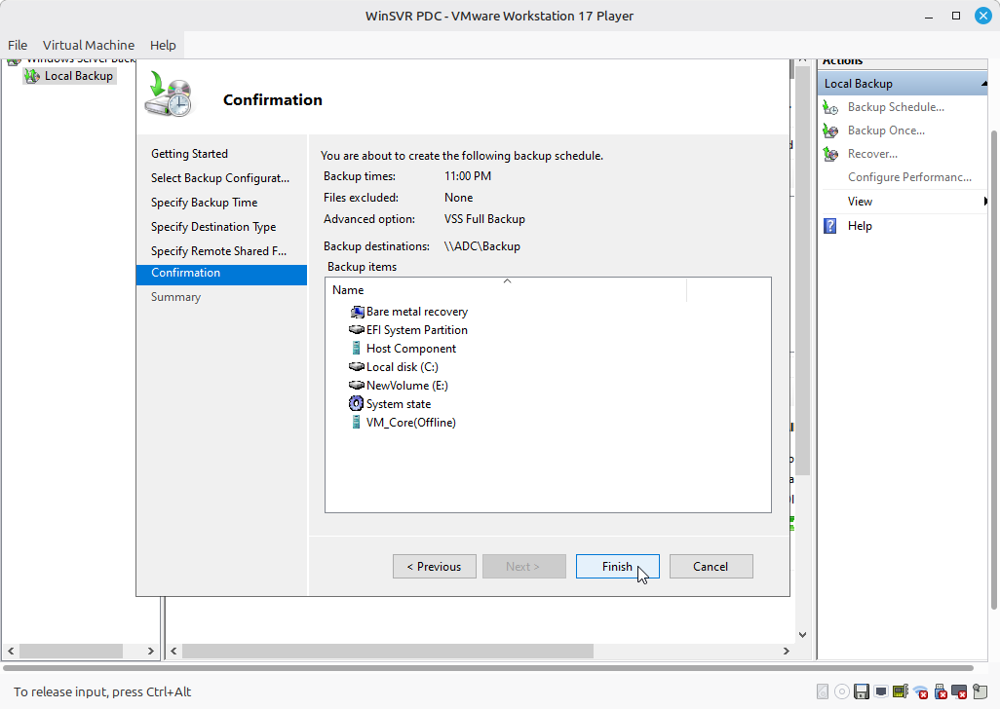 WinSVR PDC - VMware Workstation 17 Player
File Virtual Machine Help
Windows Server Back
Local Backup
Confirmation
Getting Started
Select Backup Configurat...
Specify Backup Time
Specify Destination Type
Specify Remote Shared F...
Confirmation
Summary
You are about to create the following backup schedule.
Backup times: 11:00 PM
Files excluded: None
Advanced option: VSS Full Backup
Backup destinations: \\ADC\Backup
Backup items
Name
Bare metal recovery
EFI System Partition
Host Component
Local disk (C:)
NewVolume (E:)
System state
VM_Core(Offline)
< Previous Next > Finish Cancel
Actions
Local Backup
Backup Schedule...
Backup Once...
Recover...
Configure Performanc...
View
Help
To release input, press Ctrl+Alt